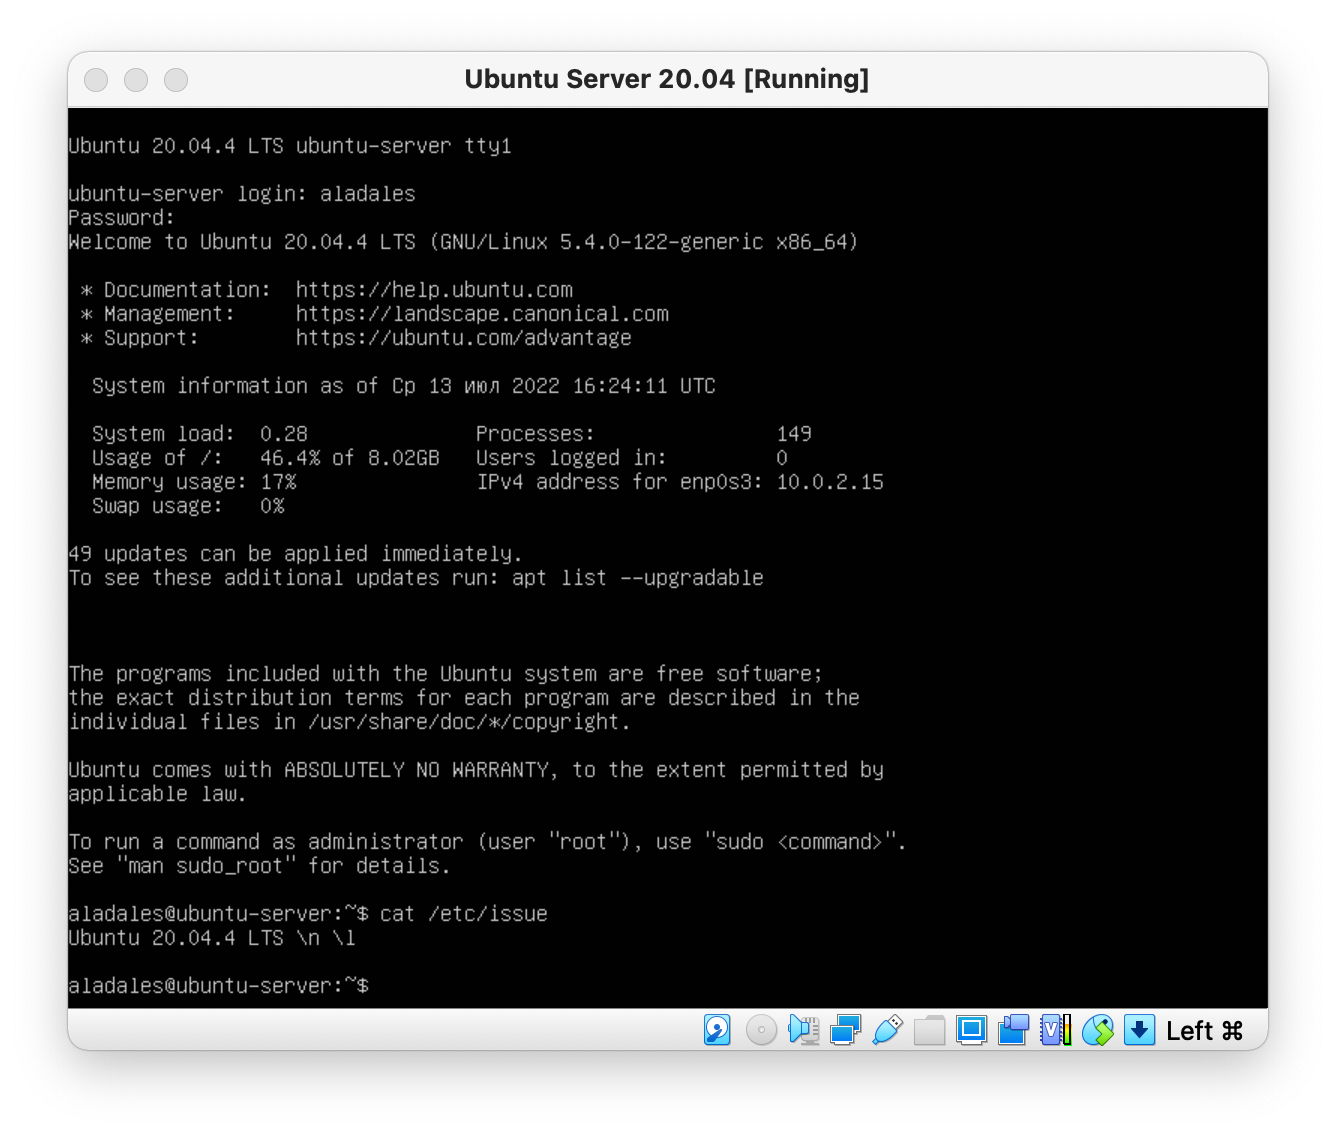 Ubuntu Server 20.04 [Running]
Ubuntu 20.04.4 LTS ubuntu-server tty1
ubuntu-server login: aladales
Password:
Welcome to Ubuntu 20.04.4 LTS (GNU/Linux 5.4.0-122-generic x86_64)
* Documentation:  https://help.ubuntu.com
* Management:     https://landscape.canonical.com
* Support:        https://ubuntu.com/advantage
System information as of Ср 13 июл 2022 16:24:11 UTC
System load:  0.28              Processes:               149
Usage of /:   46.4% of 8.02GB   Users logged in:         0
Memory usage: 17%               IPv4 address for enp0s3: 10.0.2.15
Swap usage:   0%
49 updates can be applied immediately.
To see these additional updates run: apt list --upgradable
The programs included with the Ubuntu system are free software;
the exact distribution terms for each program are described in the
individual files in /usr/share/doc/*/copyright.
Ubuntu comes with ABSOLUTELY NO WARRANTY, to the extent permitted by
applicable law.
To run a command as administrator (user "root"), use "sudo <command>".
See "man sudo_root" for details.
aladales@ubuntu-server:~$ cat /etc/issue
Ubuntu 20.04.4 LTS \n \l
aladales@ubuntu-server:~$
Left ⌘